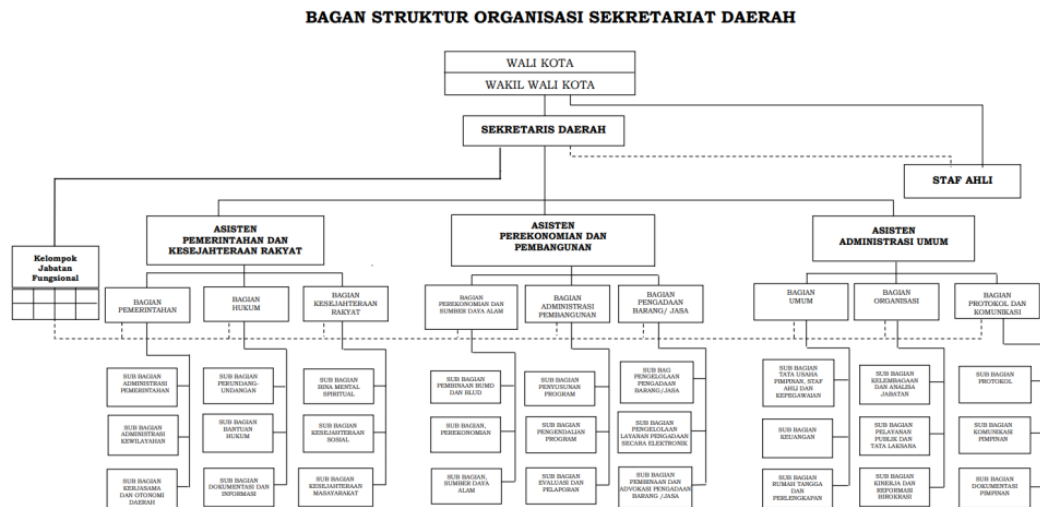 BAGAN STRUKTUR ORGANISASI SEKRETARIAT DAERAH
WALI KOTA
WAKIL WALI KOTA
SEKRETARIS DAERAH
STAF AHLI
Kelompok
Jabatan
Fungsional
ASISTEN
PEMERINTAHAN DAN
KESEJAHTERAAN RAKYAT
ASISTEN
PEREKONOMIAN DAN
PEMBANGUNAN
ASISTEN
ADMINISTRASI UMUM
BAGIAN
PEMERINTAHAN
BAGIAN
HUKUM
BAGIAN
KESEJAHTERAAN
RAKYAT
BAGIAN
PEREKONOMIAN DAN
SUMBER DAYA ALAM
BAGIAN
ADMINISTRASI
PEMBANGUNAN
BAGIAN
PENGADAAN
BARANG/ JASA
BAGIAN
UMUM
BAGIAN
ORGANISASI
BAGIAN
PROTOKOL DAN
KOMUNIKASI
SUB BAGIAN
ADMINISTRASI
PEMERINTAHAN
SUB BAGIAN
PERUNDANG-
UNDANGAN
SUB BAGIAN
BINA MENTAL
SPIRITUAL
SUB BAGIAN
PEMBINAAN BUMD
DAN BLUD
SUB BAGIAN
PENYUSUNAN
PROGRAM
SUB BAG
PENGELOLAAN
PENGADAAN
BARANG/JASA
SUB BAGIAN
TATA USAHA
PIMPINAN, STAF
AHLI DAN
KEPEGAWAIAN
SUB BAGIAN
KELEMBAGAAN
DAN ANALISA
JABATAN
SUB BAGIAN
PROTOKOL
SUB BAGIAN
ADMINISTRASI
KEWILAYAHAN
SUB BAGIAN
BANTUAN
HUKUM
SUB BAGIAN
KESEJAHTERAAN
SOSIAL
SUB BAGIAN,
PEREKONOMIAN
SUB BAGIAN
PENGENDALIAN
PROGRAM
SUB BAGIAN
PENGELOLAAN
LAYANAN PENGADAAN
SECARA ELEKTRONIK
SUB BAGIAN
KEUANGAN
SUB BAGIAN
PELAYANAN
PUBLIK DAN
TATA LAKSANA
SUB BAGIAN
KOMUNIKASI
PIMPINAN
SUB BAGIAN
KERJASAMA
DAN OTONOMI
DAERAH
SUB BAGIAN
DOKUMENTASI DAN
INFORMASI
SUB BAGIAN
KESEJAHTERAAN
MASAYARAKAT
SUB BAGIAN,
SUMBER DAYA
ALAM
SUB BAGIAN
EVALUASI DAN
PELAPORAN
SUB BAGIAN
PEMBINAAN DAN
ADVOKASI PENGADAAN
BARANG /JASA
SUB BAGIAN
RUMAH TANGGA
DAN
PERLENGKAPAN
SUB BAGIAN
KINERJA DAN
REFORMASI
BIROKRASI
SUB BAGIAN
DOKUMENTASI
PIMPINAN